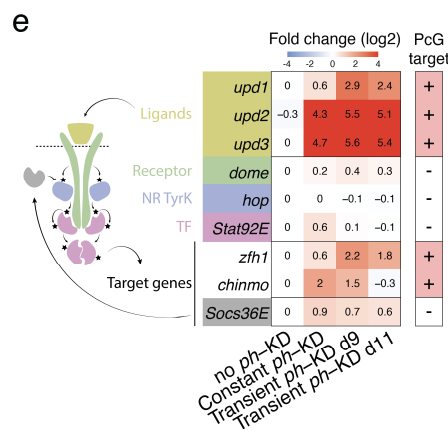 e
Fold change (log2)
-4 -2 0 2 4
PcG
target
Ligands
upd1 0 0.6 2.9 2.4 +
upd2 −0.3 4.3 5.5 5.1 +
upd3 0 4.7 5.6 5.4 +
Receptor dome 0 0.2 0.4 0.3 -
NR TyrK hop 0 0 −0.1 −0.1 -
TF Stat92E 0 0.6 0.1 −0.1 -
zfh1 0 0.6 2.2 1.8 +
Target genes chinmo 0 2 1.5 −0.3 +
Socs36E 0 0.9 0.7 0.6 -
no ph–KD
Constant ph–KD
Transient ph–KD d9
Transient ph–KD d11